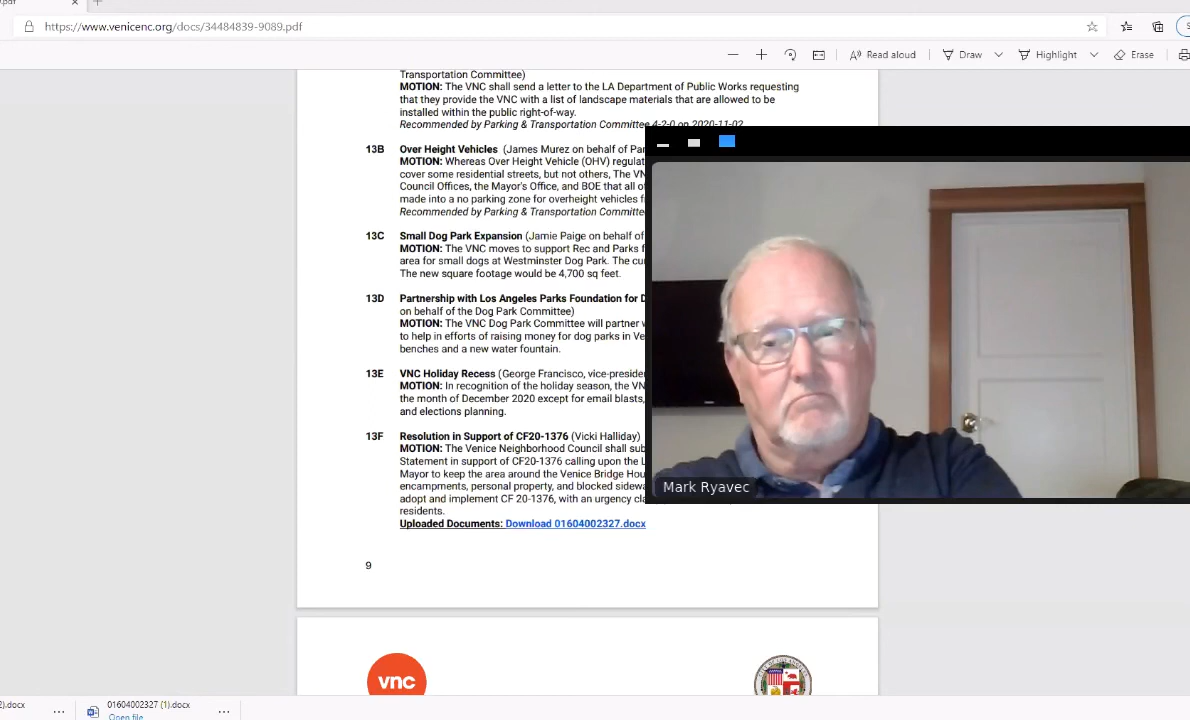 .pdf
https://www.venicenc.org/docs/34484839-9089.pdf
Read aloud
Draw
Highlight
Erase
Transportation Committee)
MOTION: The VNC shall send a letter to the LA Department of Public Works requesting
that they provide the VNC with a list of landscape materials that are allowed to be
installed within the public right-of-way.
Recommended by Parking & Transportation Committee 4-2-0 on 2020-11-02
13B Over Height Vehicles (James Murez on behalf of Par
MOTION: Whereas Over Height Vehicle (OHV) regulat
cover some residential streets, but not others, The VN
Council Offices, the Mayor's Office, and BOE that all of
made into a no parking zone for overheight vehicles f
Recommended by Parking & Transportation Committee
13C Small Dog Park Expansion (Jamie Paige on behalf of
MOTION: The VNC moves to support Rec and Parks f
area for small dogs at Westminster Dog Park. The cu
The new square footage would be 4,700 sq feet.
13D Partnership with Los Angeles Parks Foundation for D
on behalf of the Dog Park Committee)
MOTION: The VNC Dog Park Committee will partner w
to help in efforts of raising money for dog parks in Ve
benches and a new water fountain.
13E VNC Holiday Recess (George Francisco, vice-preside
MOTION: In recognition of the holiday season, the VN
the month of December 2020 except for email blasts,
and elections planning.
13F Resolution in Support of CF20-1376 (Vicki Halliday)
MOTION: The Venice Neighborhood Council shall sub
Statement in support of CF20-1376 calling upon the L
Mayor to keep the area around the Venice Bridge Hou
encampments, personal property, and blocked sidewa
adopt and implement CF 20-1376, with an urgency cla
residents.
Uploaded Documents: Download 01604002327.docx
9
Mark Ryavec
vnc
2).docx
01604002327 (1).docx
Open file